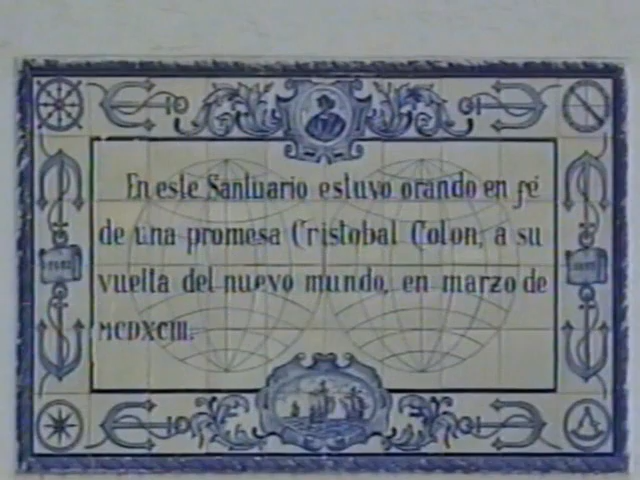 En este Santuario estuvo orando en fé
de una promesa Cristobal Colon, a su
vuelta del nuevo mundo, en marzo de
MCDXCIII.